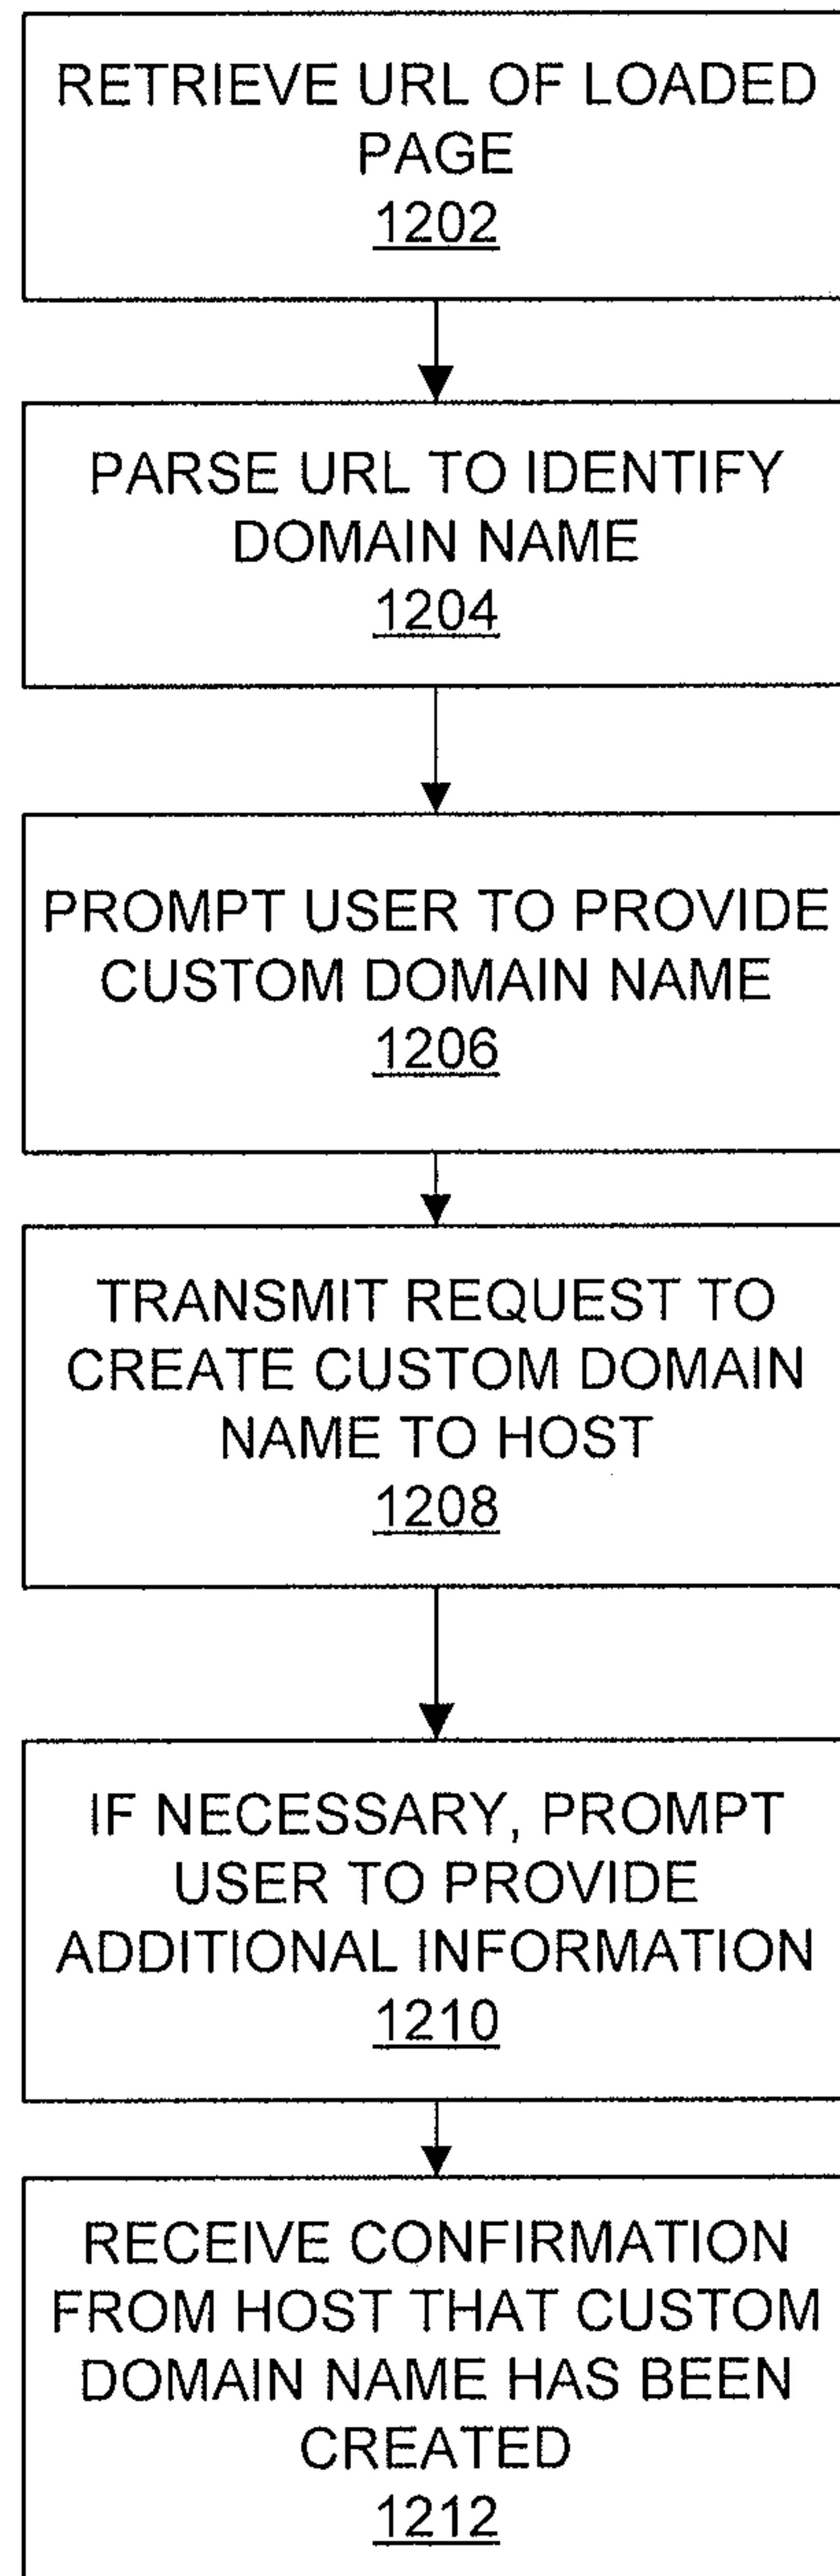 RETRIEVE URL OF LOADED
PAGE
1202
PARSE URL TO IDENTIFY
DOMAIN NAME
1204
PROMPT USER TO PROVIDE
CUSTOM DOMAIN NAME
1206
TRANSMIT REQUEST TO
CREATE CUSTOM DOMAIN
NAME TO HOST
1208
IF NECESSARY, PROMPT
USER TO PROVIDE
ADDITIONAL INFORMATION
1210
RECEIVE CONFIRMATION
FROM HOST THAT CUSTOM
DOMAIN NAME HAS BEEN
CREATED
1212